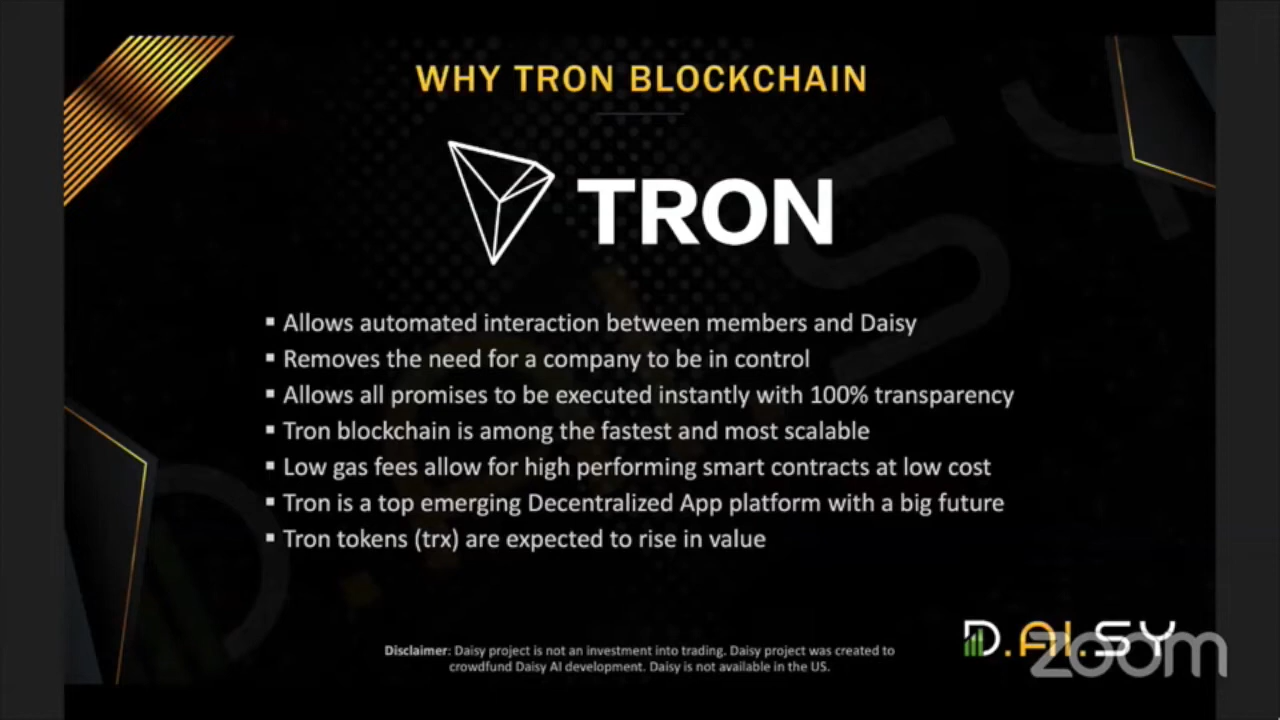 WHY TRON BLOCKCHAIN
TRON
▪ Allows automated interaction between members and Daisy
▪ Removes the need for a company to be in control
▪ Allows all promises to be executed instantly with 100% transparency
▪ Tron blockchain is among the fastest and most scalable
▪ Low gas fees allow for high performing smart contracts at low cost
▪ Tron is a top emerging Decentralized App platform with a big future
▪ Tron tokens (trx) are expected to rise in value
Disclaimer: Daisy project is not an investment into trading. Daisy project was created to
crowdfund Daisy AI development. Daisy is not available in the US.
D.AI.SY
zoom